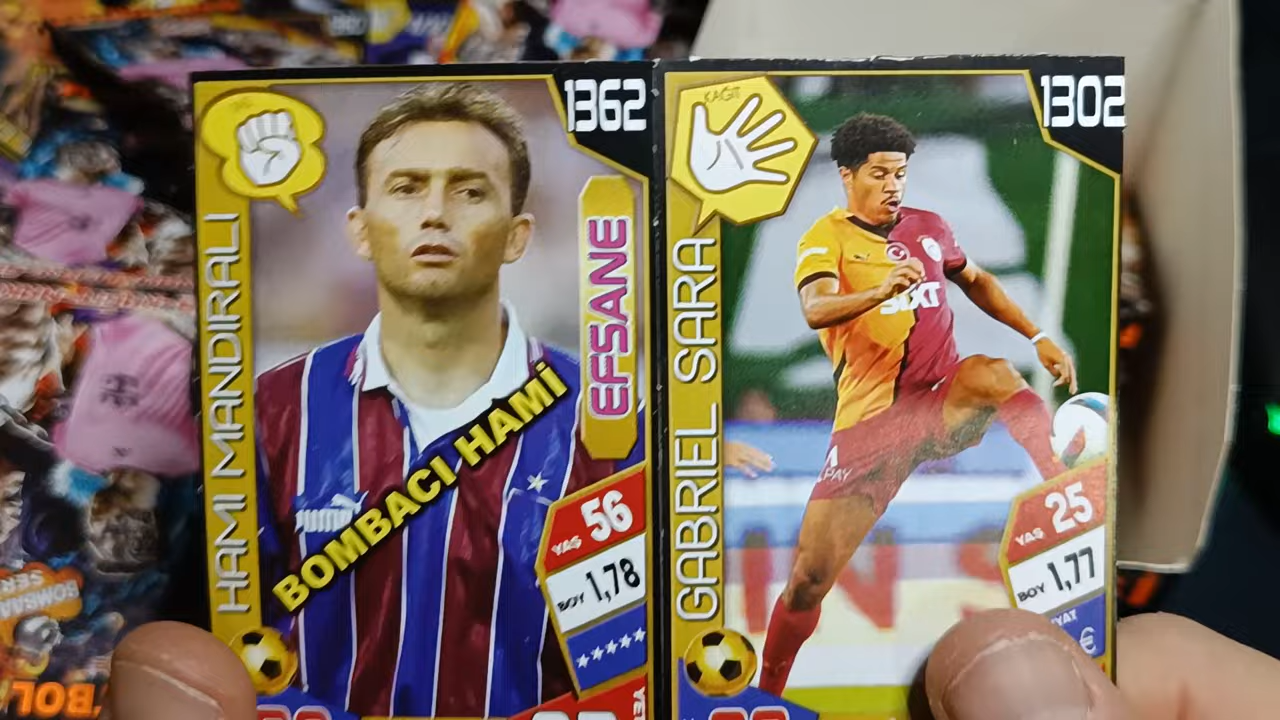 1362
HAMI MANDIRALI
EFSANE
BOMBACI HAMİ
PUMA
YAŞ 56
BOY 1,78
KAĞIT
1302
GABRIEL SARA
SIXT
YAŞ 25
BOY 1,77